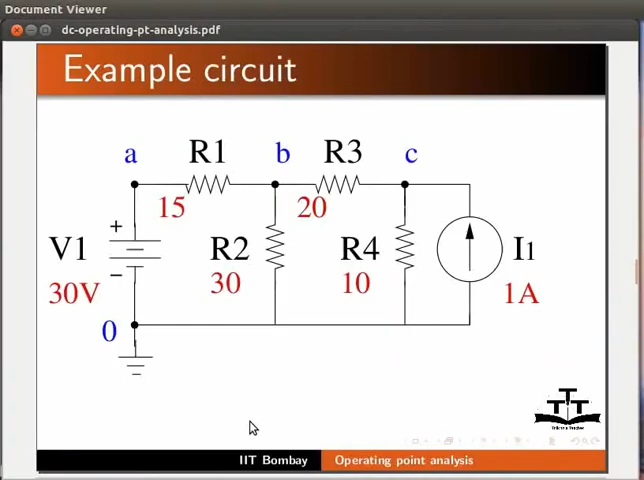 Document Viewer
dc-operating-pt-analysis.pdf
Example circuit
a R1 b R3 c
15 20
V1 R2 R4 I1
30V 30 10 1A
0
IIT Bombay Operating point analysis